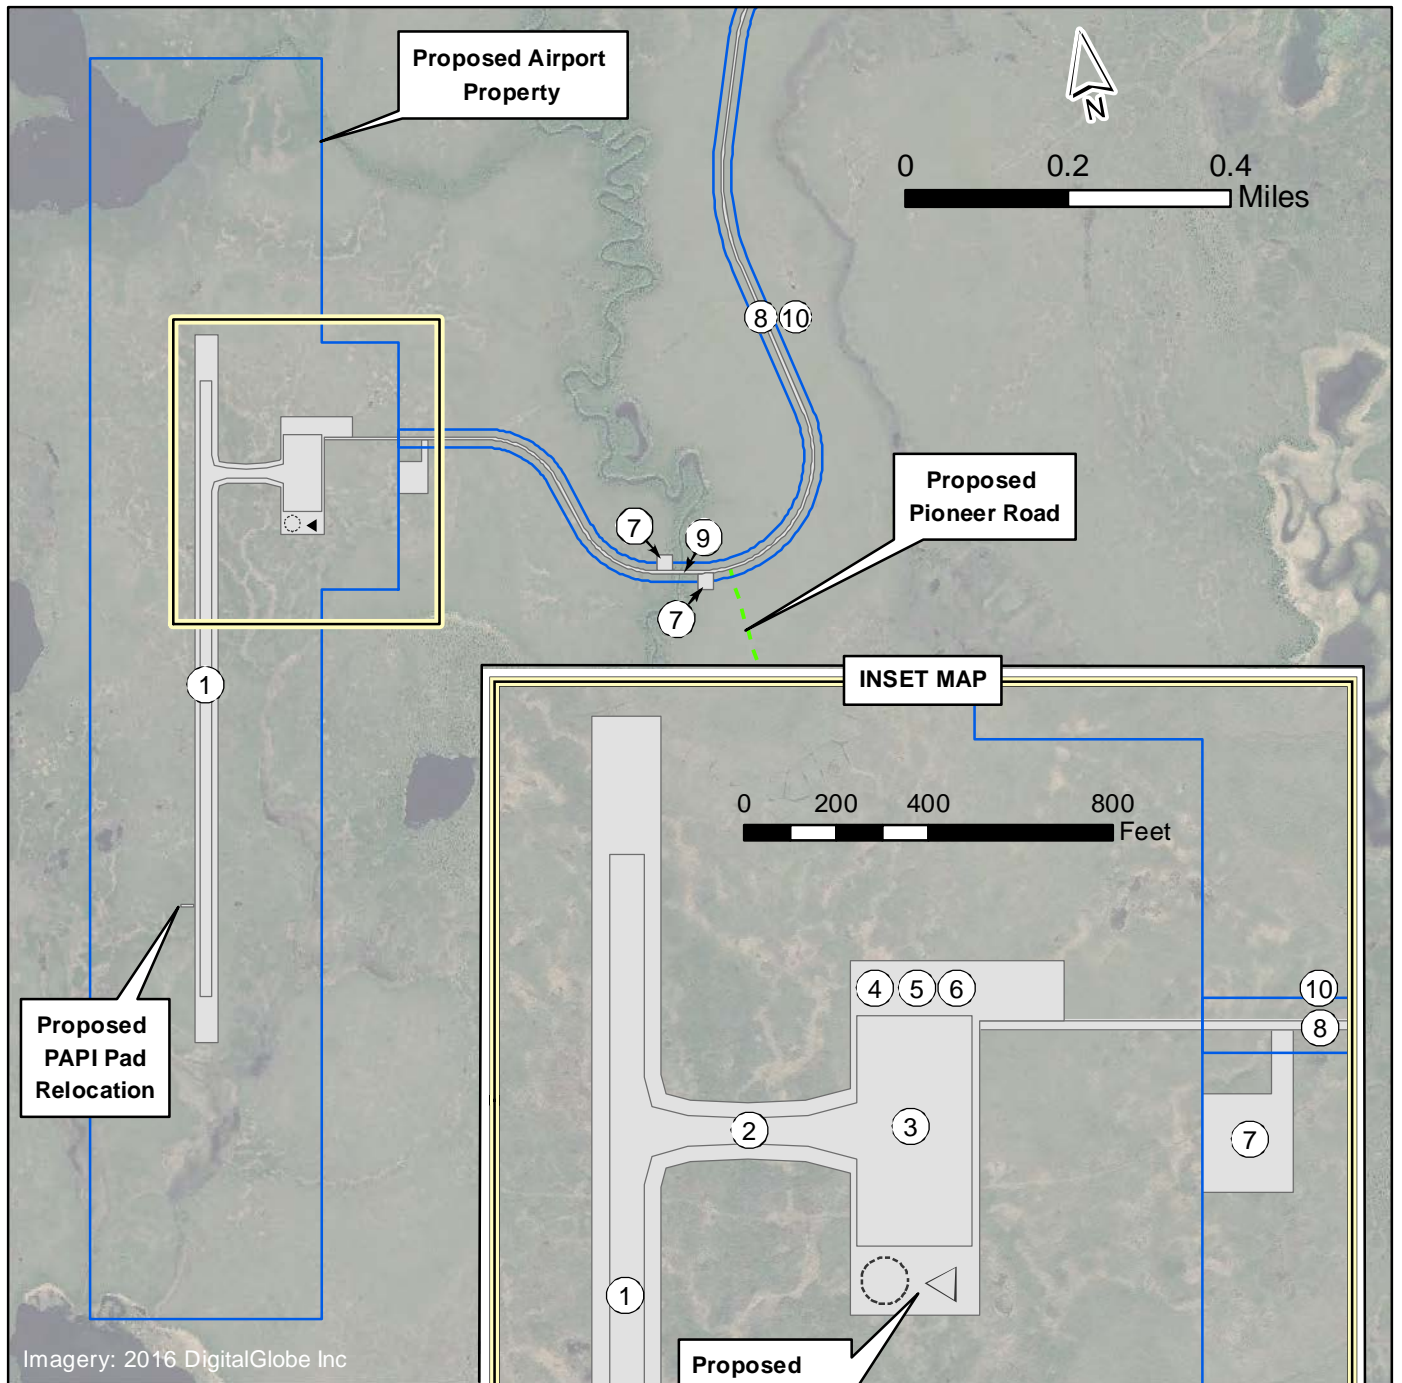 Proposed Airport
Property
N
0 0.2 0.4
Miles
8 10
Proposed
Pioneer Road
7
9
7
1
INSET MAP
0 200 400 800
Feet
4 5 6
10
8
Proposed
PAPI Pad
Relocation
2
3
7
1
Proposed
Imagery: 2016 DigitalGlobe Inc